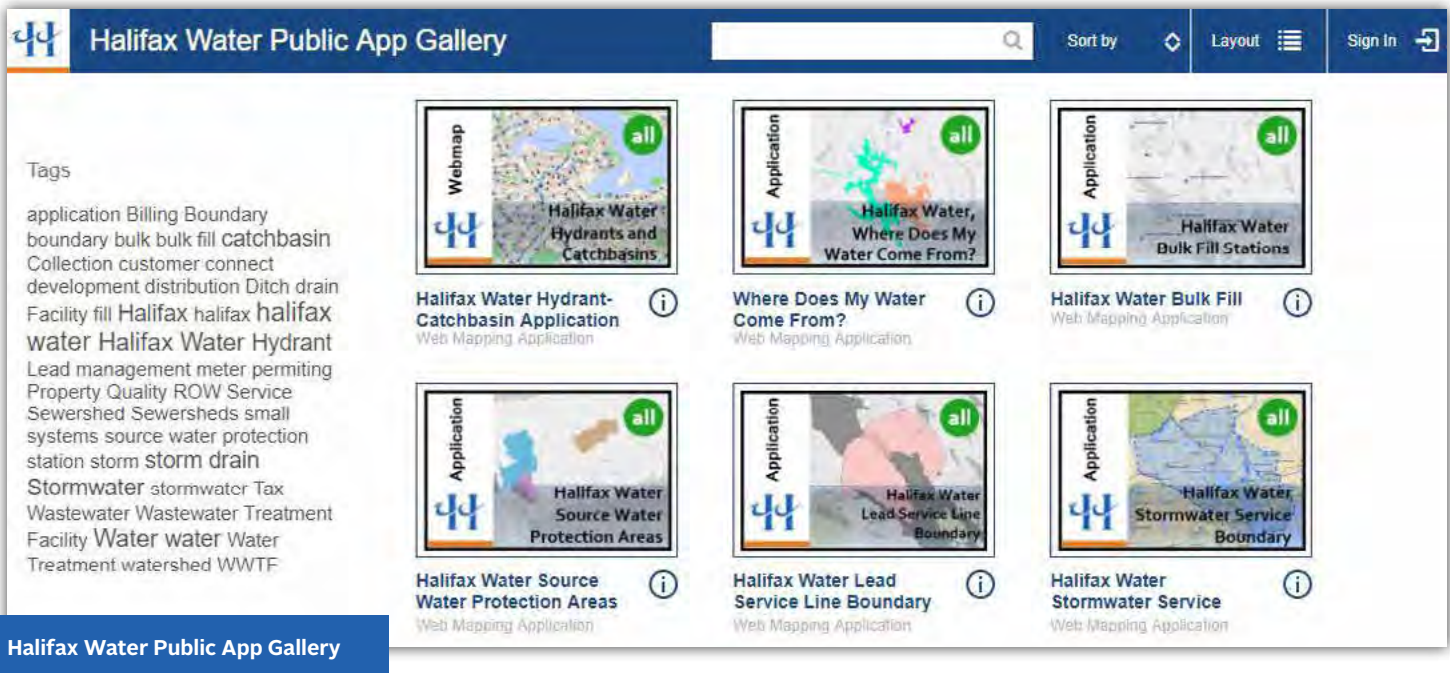 Halifax Water Public App Gallery
Sort by
Layout
Sign In
Tags
application Billing Boundary
boundary bulk bulk fill catchbasin
Collection customer connect
development distribution Ditch drain
Facility fill Halifax halifax halifax
water Halifax Water Hydrant
Lead management meter permiting
Property Quality ROW Service
Sewershed Sewersheds small
systems source water protection
station storm storm drain
Stormwater stormwater Tax
Wastewater Wastewater Treatment
Facility Water water Water
Treatment watershed WWTF
Webmap
all
Halifax Water
Hydrants and
Catchbasins
Halifax Water Hydrant-
Catchbasin Application
Web Mapping Application
Application
all
Halifax Water,
Where Does My
Water Come From?
Where Does My Water
Come From?
Web Mapping Application
Application
all
Halifax Water
Bulk Fill Stations
Halifax Water Bulk Fill
Web Mapping Application
Application
all
Halifax Water
Source Water
Protection Areas
Halifax Water Source
Water Protection Areas
Web Mapping Application
Application
all
Halifax Water
Lead Service Line
Boundary
Halifax Water Lead
Service Line Boundary
Web Mapping Application
Application
all
Halifax Water,
Stormwater Service
Boundary
Halifax Water
Stormwater Service
Web Mapping Application
Halifax Water Public App Gallery